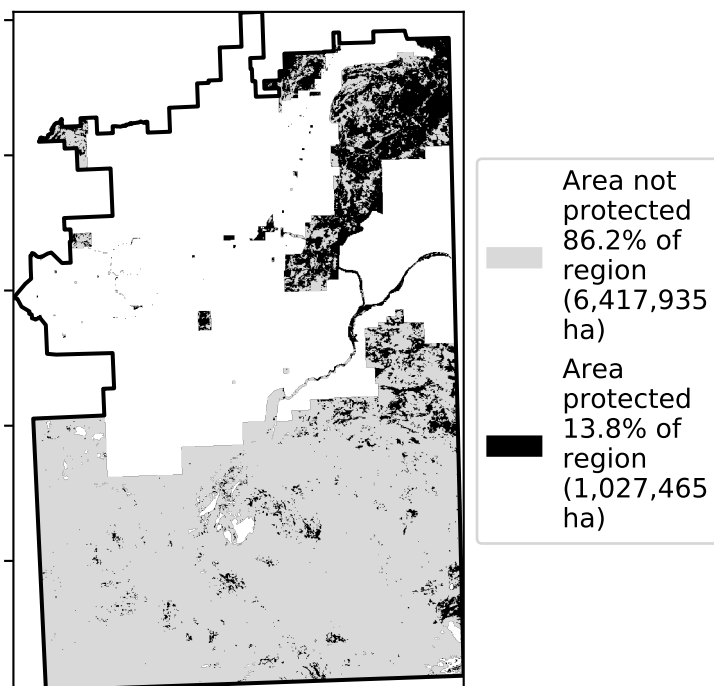 Area not
protected
86.2% of
region
(6,417,935
ha)
Area
protected
13.8% of
region
(1,027,465
ha)